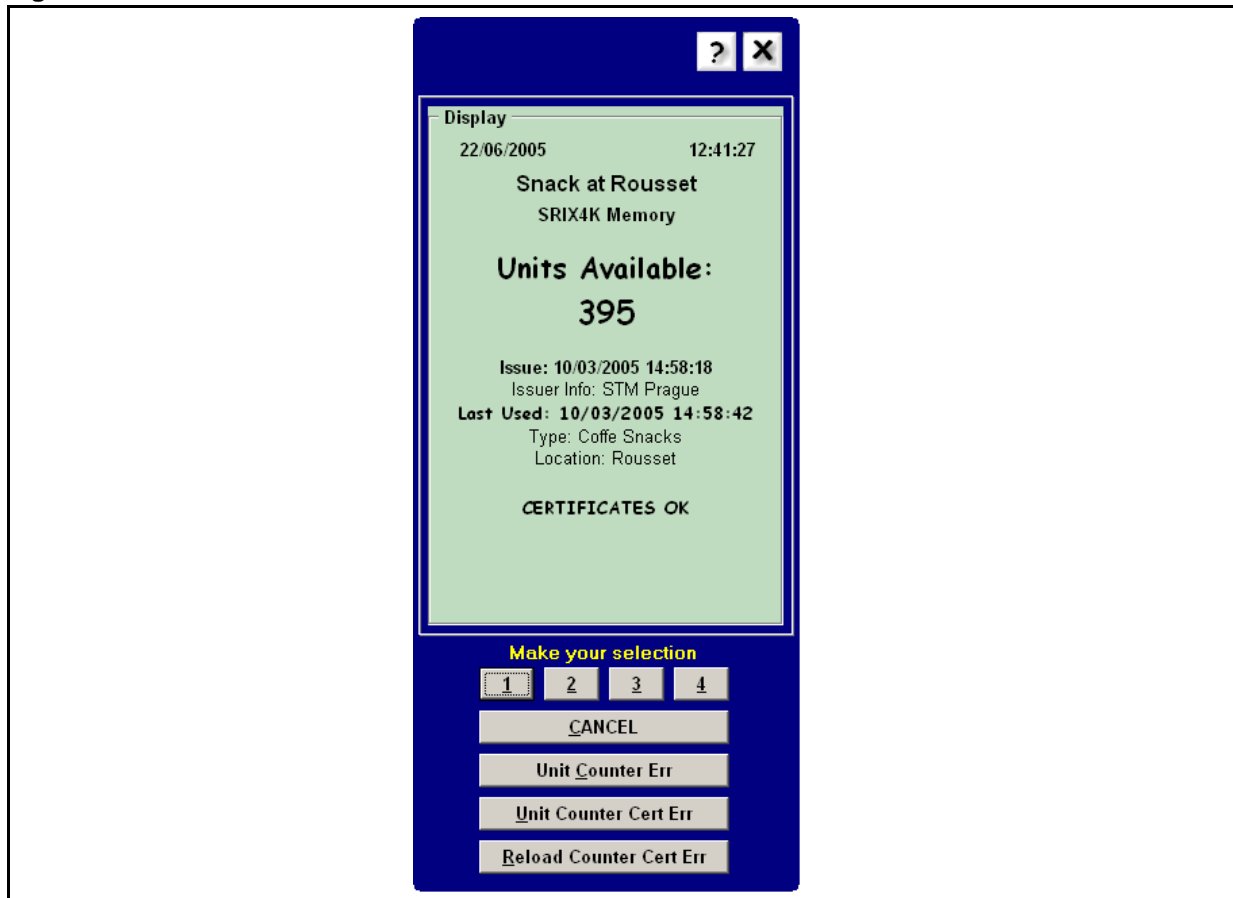 ? X
Display
22/06/2005 12:41:27
Snack at Rousset
SRIX4K Memory
Units Available:
395
Issue: 10/03/2005 14:58:18
Issuer Info: STM Prague
Last Used: 10/03/2005 14:58:42
Type: Coffe Snacks
Location: Rousset
CERTIFICATES OK
Make your selection
1 2 3 4
CANCEL
Unit Counter Err
Unit Counter Cert Err
Reload Counter Cert Err